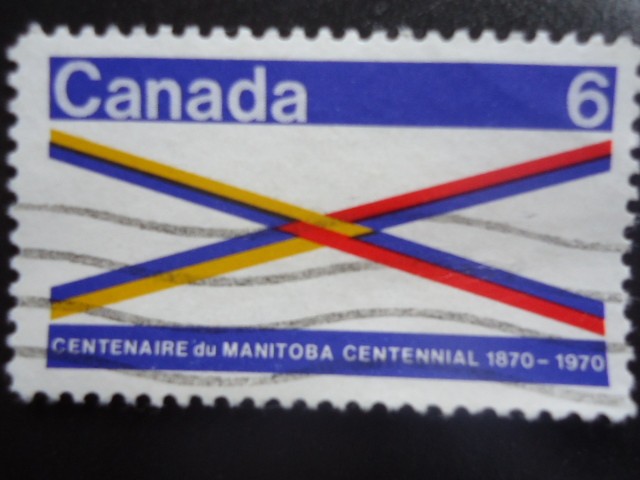 Canada 6
CENTENAIRE du MANITOBA CENTENNIAL 1870-1970